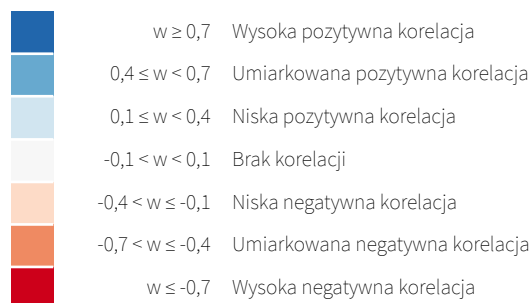 w ≥ 0,7 Wysoka pozytywna korelacja
0,4 ≤ w < 0,7 Umiarkowana pozytywna korelacja
0,1 ≤ w < 0,4 Niska pozytywna korelacja
-0,1 < w < 0,1 Brak korelacji
-0,4 < w ≤ -0,1 Niska negatywna korelacja
-0,7 < w ≤ -0,4 Umiarkowana negatywna korelacja
w ≤ -0,7 Wysoka negatywna korelacja